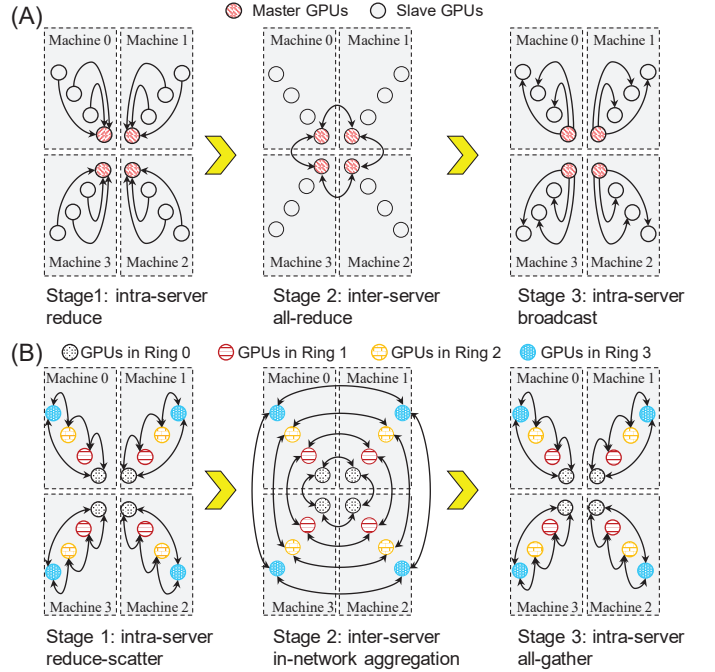 (A)
Master GPUs
Slave GPUs
Machine 0
Machine 1
Machine 0
Machine 1
Machine 0
Machine 1
Machine 3
Machine 2
Machine 3
Machine 2
Machine 3
Machine 2
Stage1: intra-server
reduce
Stage 2: inter-server
all-reduce
Stage 3: intra-server
broadcast
(B)
GPUs in Ring 0
GPUs in Ring 1
GPUs in Ring 2
GPUs in Ring 3
Machine 0
Machine 1
Machine 0
Machine 1
Machine 0
Machine 1
Machine 3
Machine 2
Machine 3
Machine 2
Machine 3
Machine 2
Stage 1: intra-server
reduce-scatter
Stage 2: inter-server
in-network aggregation
Stage 3: intra-server
all-gather